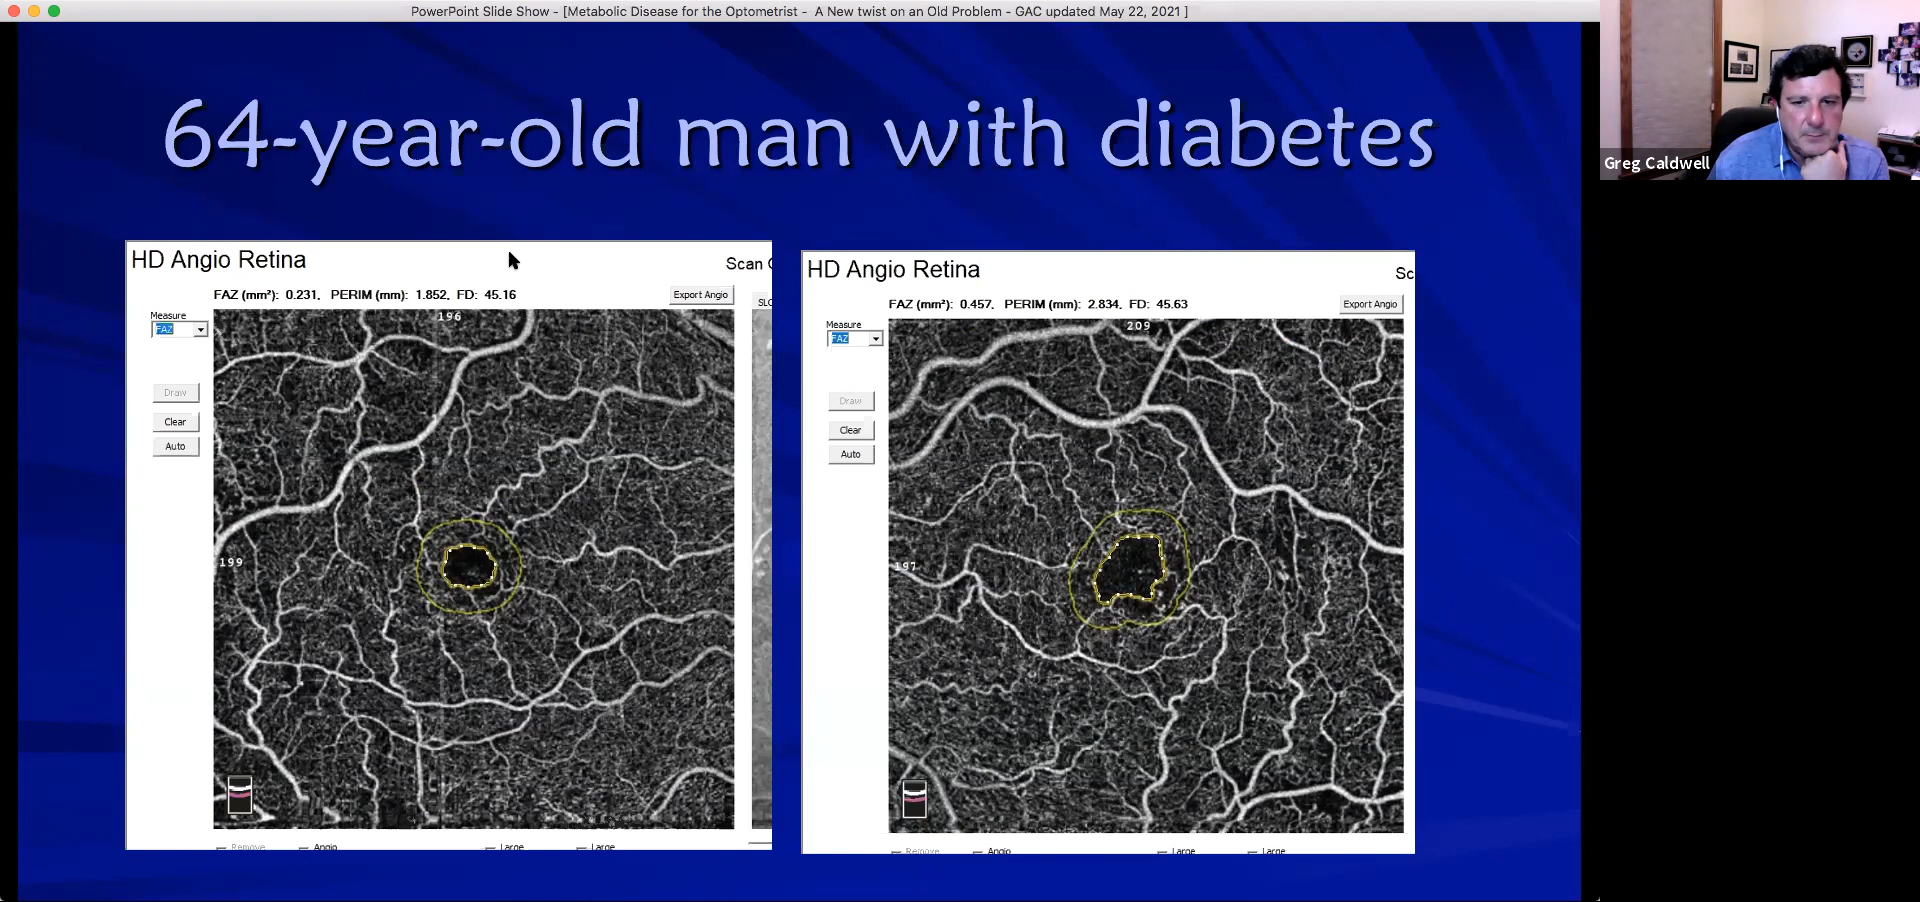 PowerPoint Slide Show - [Metabolic Disease for the Optometrist - A New twist on an Old Problem - GAC updated May 22, 2021 ]
64-year-old man with diabetes
Greg Caldwell
HD Angio Retina
Scan
FAZ (mm²): 0.231, PERIM (mm): 1.852, FD: 45.16
Export Angio
SLO
Measure
FAZ
196
Draw
Clear
Auto
199
Remove
Angio
Large
Large
HD Angio Retina
Sc
FAZ (mm²): 0.457, PERIM (mm): 2.834, FD: 45.63
Export Angio
Measure
FAZ
209
Draw
Clear
Auto
197
Remove
Angio
Large
Large